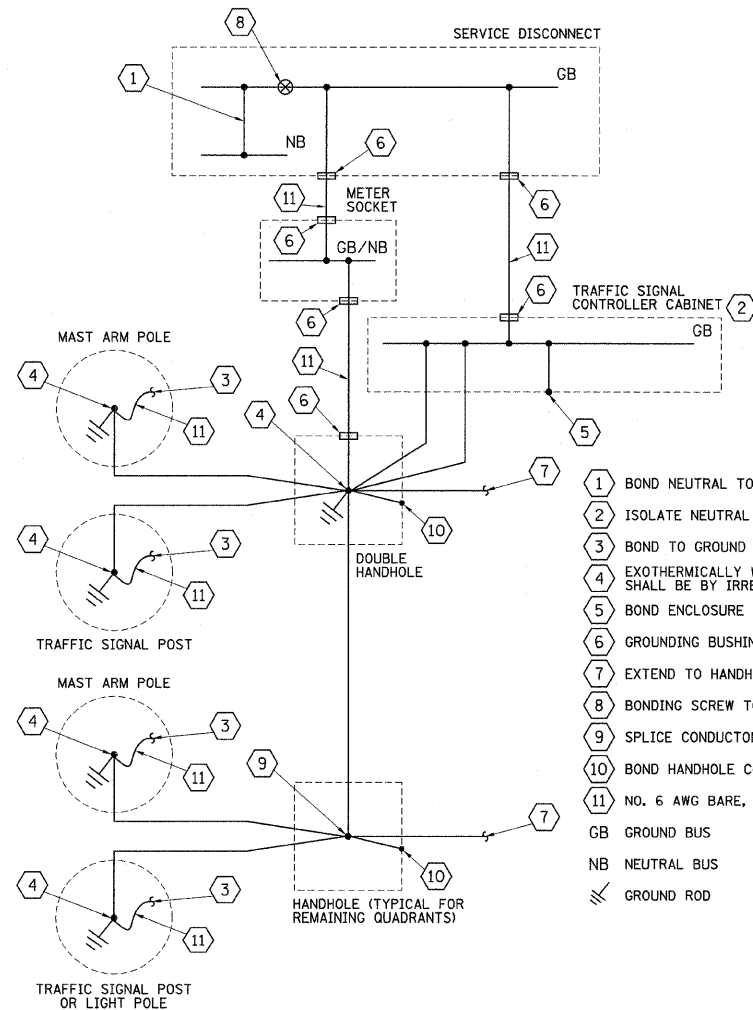 8
SERVICE DISCONNECT
1
GB
NB
6
11
METER
SOCKET
6
6
GB/NB
11
6
TRAFFIC SIGNAL
CONTROLLER CABINET
2
GB
6
MAST ARM POLE
4
3
11
11
6
4
5
7
10
DOUBLE
HANDHOLE
4
3
11
TRAFFIC SIGNAL POST
MAST ARM POLE
4
3
11
9
7
10
HANDHOLE (TYPICAL FOR
REMAINING QUADRANTS)
4
3
11
TRAFFIC SIGNAL POST
OR LIGHT POLE
1 BOND NEUTRAL TO
2 ISOLATE NEUTRAL
3 BOND TO GROUND
4 EXOTHERMICALLY
SHALL BE BY
5 BOND ENCLOSURE
6 GROUNDING
7 EXTEND TO
8 BONDING SCREW
9 SPLICE
10 BOND HANDHOLE
11 NO. 6 AWG BARE,
GB GROUND BUS
NB NEUTRAL BUS
GROUND ROD